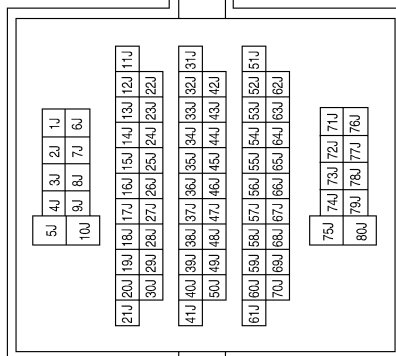 5J 4J 3J 2J 1J
10J 9J 8J 7J 6J
21J 20J 19J 18J 17J 16J 15J 14J 13J 12J 11J
30J 29J 28J 27J 26J 25J 24J 23J 22J
41J 40J 39J 38J 37J 36J 35J 34J 33J 32J 31J
50J 49J 48J 47J 46J 45J 44J 43J 42J
61J 60J 59J 58J 57J 56J 55J 54J 53J 52J 51J
70J 69J 68J 67J 66J 65J 64J 63J 62J
75J 74J 73J 72J 71J
80J 79J 78J 77J 76J